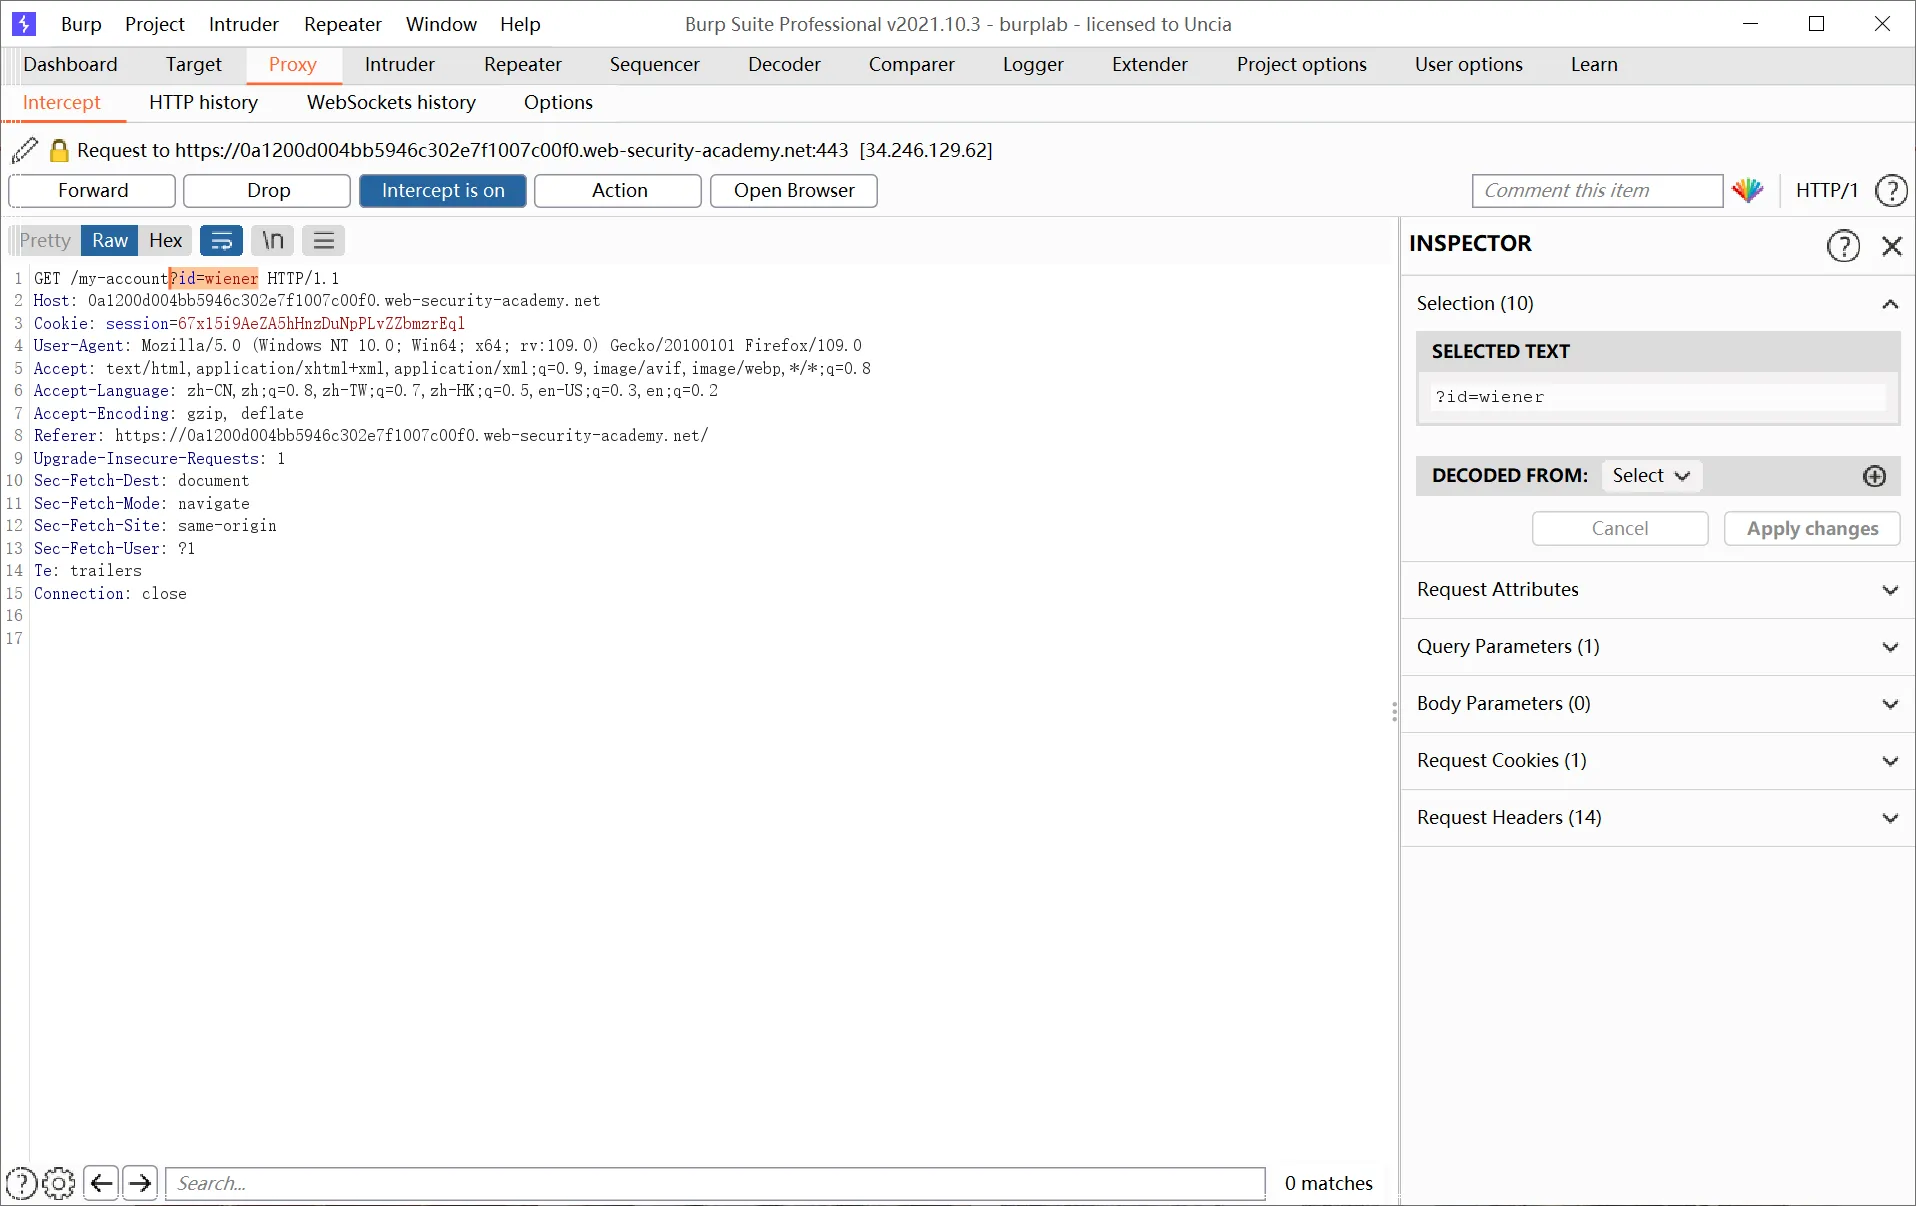 Burp Project Intruder Repeater Window Help Burp Suite Professional v2021.10.3 - burplab - licensed to Uncia
Dashboard Target Proxy Intruder Repeater Sequencer Decoder Comparer Logger Extender Project options User options Learn
Intercept HTTP history WebSockets history Options
Request to https://0a1200d004bb5946c302e7f1007c00f0.web-security-academy.net:443 [34.246.129.62]
Forward Drop Intercept is on Action Open Browser Comment this item HTTP/1 ?
Pretty Raw Hex \n
1 GET /my-account?id=wiener HTTP/1.1
2 Host: 0a1200d004bb5946c302e7f1007c00f0.web-security-academy.net
3 Cookie: session=67x15i9AeZA5hHnzDuNpPLvZZbmzrEql
4 User-Agent: Mozilla/5.0 (Windows NT 10.0; Win64; x64; rv:109.0) Gecko/20100101 Firefox/109.0
5 Accept: text/html,application/xhtml+xml,application/xml;q=0.9,image/avif,image/webp,*/*;q=0.8
6 Accept-Language: zh-CN,zh;q=0.8,zh-TW;q=0.7,zh-HK;q=0.5,en-US;q=0.3,en;q=0.2
7 Accept-Encoding: gzip, deflate
8 Referer: https://0a1200d004bb5946c302e7f1007c00f0.web-security-academy.net/
9 Upgrade-Insecure-Requests: 1
10 Sec-Fetch-Dest: document
11 Sec-Fetch-Mode: navigate
12 Sec-Fetch-Site: same-origin
13 Sec-Fetch-User: ?1
14 Te: trailers
15 Connection: close
16
17
INSPECTOR ?
Selection (10)
SELECTED TEXT
?id=wiener
DECODED FROM: Select
Cancel Apply changes
Request Attributes
Query Parameters (1)
Body Parameters (0)
Request Cookies (1)
Request Headers (14)
? Search... 0 matches